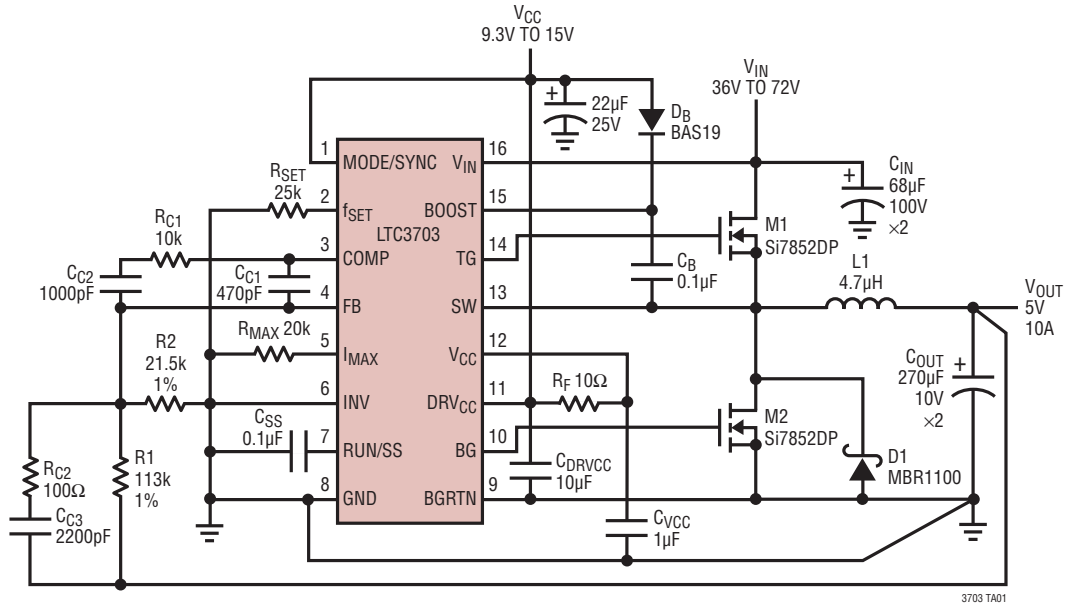 VCC
9.3V TO 15V
VIN
36V TO 72V
+
22µF
25V
DB
BAS19
1
MODE/SYNC
VIN
16
CIN
68µF
100V
×2
+
RSET
25k
2
fSET
BOOST
15
LTC3703
RC1
10k
3
COMP
TG
14
M1
Si7852DP
CC2
1000pF
CC1
470pF
CB
0.1µF
L1
4.7µH
4
FB
SW
13
VOUT
5V
10A
RMAX 20k
5
IMAX
VCC
12
R2
21.5k
1%
RF 10Ω
COUT
270µF
10V
×2
+
6
INV
DRVCC
11
CSS
0.1µF
7
RUN/SS
BG
10
M2
Si7852DP
RC2
100Ω
R1
113k
1%
CDRVCC
10µF
D1
MBR1100
8
GND
BGRTN
9
CC3
2200pF
CVCC
1µF
3703 TA01